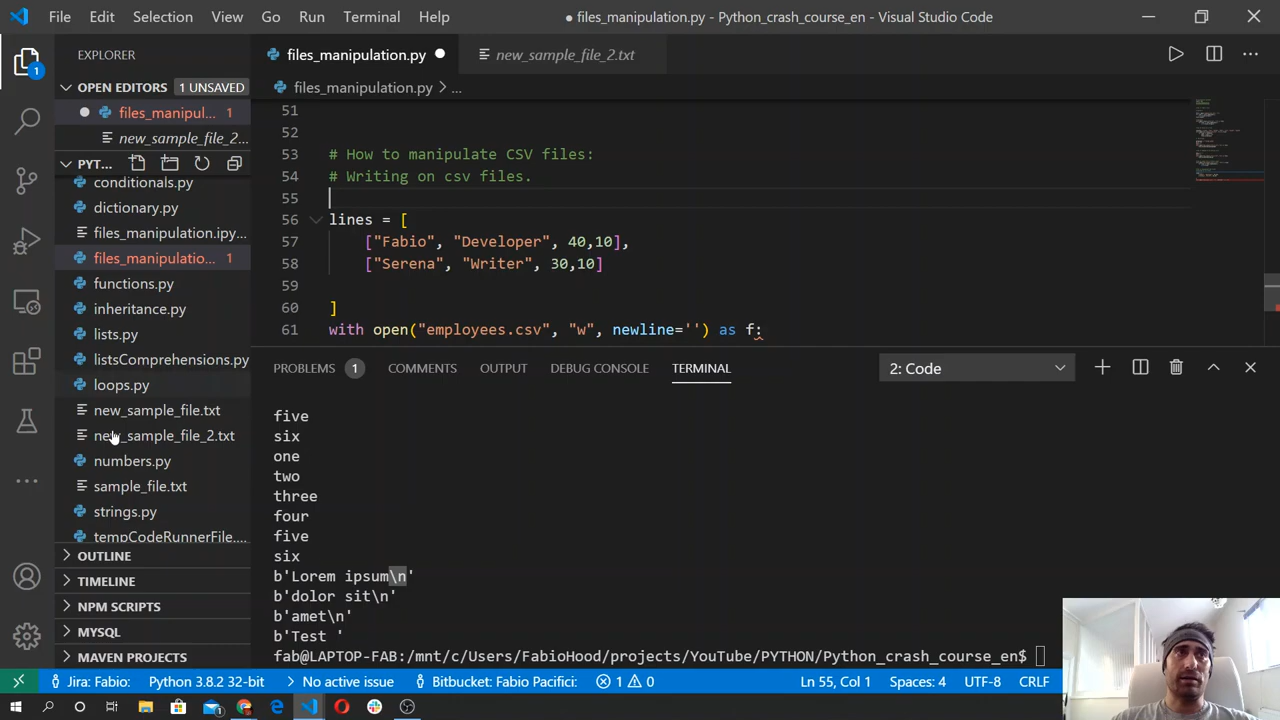 File Edit Selection View Go Run Terminal Help
● files_manipulation.py - Python_crash_course_en - Visual Studio Code
EXPLORER
files_manipulation.py
new_sample_file_2.txt
OPEN EDITORS 1 UNSAVED
files_manipulation.py > ...
files_manipul... 1
new_sample_file_2...
PYT...
conditionals.py
dictionary.py
files_manipulation.ipy...
files_manipulatio... 1
functions.py
inheritance.py
lists.py
listsComprehensions.py
loops.py
new_sample_file.txt
new_sample_file_2.txt
numbers.py
sample_file.txt
strings.py
tempCodeRunnerFile....
OUTLINE
TIMELINE
NPM SCRIPTS
MYSQL
MAVEN PROJECTS
51
52
53 # How to manipulate CSV files:
54 # Writing on csv files.
55
56 lines = [
57 ["Fabio", "Developer", 40,10],
58 ["Serena", "Writer", 30,10]
59
60 ]
61 with open("employees.csv", "w", newline='') as f:
PROBLEMS 1 COMMENTS OUTPUT DEBUG CONSOLE TERMINAL 2: Code
five
six
one
two
three
four
five
six
b'Lorem ipsum\n'
b'dolor sit\n'
b'amet\n'
b'Test '
fab@LAPTOP-FAB:/mnt/c/Users/FabioHood/projects/YouTube/PYTHON/Python_crash_course_en$
Jira: Fabio: Python 3.8.2 32-bit No active issue Bitbucket: Fabio Pacifici: 1 0 Ln 55, Col 1 Spaces: 4 UTF-8 CRLF